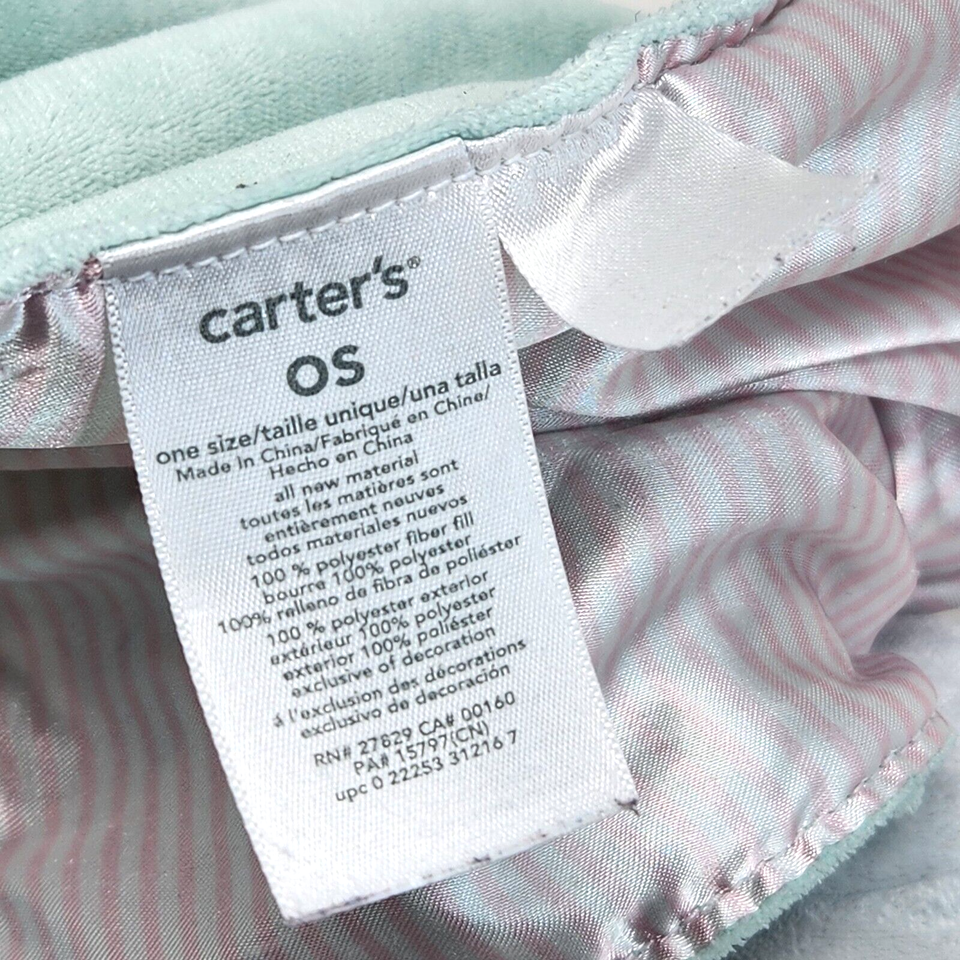 carter's®
OS
one size/taille unique/una talla
Made In China/Fabriqué en Chine/
Hecho en China
all new material
toutes les matières sont
entièrement neuves
todos materiales nuevos
100 % polyester fiber fill
bourre 100% polyester
100% relleno de fibra de poliéster
100 % polyester exterior
extérieur 100% polyester
exterior 100% poliéster
exclusive of decoration
á l'exclusion des décorations
exclusivo de decoración
RN# 27829 CA# 00160
PA# 15797(CN)
upc 0 22253 31216 7